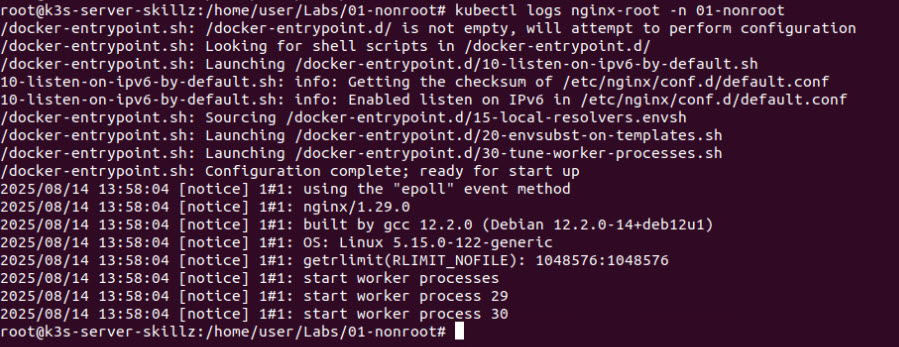 root@k3s-server-skillz:/home/user/Labs/01-nonroot# kubectl logs nginx-root -n 01-nonroot
/docker-entrypoint.sh: /docker-entrypoint.d/ is not empty, will attempt to perform configuration
/docker-entrypoint.sh: Looking for shell scripts in /docker-entrypoint.d/
/docker-entrypoint.sh: Launching /docker-entrypoint.d/10-listen-on-ipv6-by-default.sh
10-listen-on-ipv6-by-default.sh: info: Getting the checksum of /etc/nginx/conf.d/default.conf
10-listen-on-ipv6-by-default.sh: info: Enabled listen on IPv6 in /etc/nginx/conf.d/default.conf
/docker-entrypoint.sh: Sourcing /docker-entrypoint.d/15-local-resolvers.envsh
/docker-entrypoint.sh: Launching /docker-entrypoint.d/20-envsubst-on-templates.sh
/docker-entrypoint.sh: Launching /docker-entrypoint.d/30-tune-worker-processes.sh
/docker-entrypoint.sh: Configuration complete; ready for start up
2025/08/14 13:58:04 [notice] 1#1: using the "epoll" event method
2025/08/14 13:58:04 [notice] 1#1: nginx/1.29.0
2025/08/14 13:58:04 [notice] 1#1: built by gcc 12.2.0 (Debian 12.2.0-14+deb12u1)
2025/08/14 13:58:04 [notice] 1#1: OS: Linux 5.15.0-122-generic
2025/08/14 13:58:04 [notice] 1#1: getrlimit(RLIMIT_NOFILE): 1048576:1048576
2025/08/14 13:58:04 [notice] 1#1: start worker processes
2025/08/14 13:58:04 [notice] 1#1: start worker process 29
2025/08/14 13:58:04 [notice] 1#1: start worker process 30
root@k3s-server-skillz:/home/user/Labs/01-nonroot#